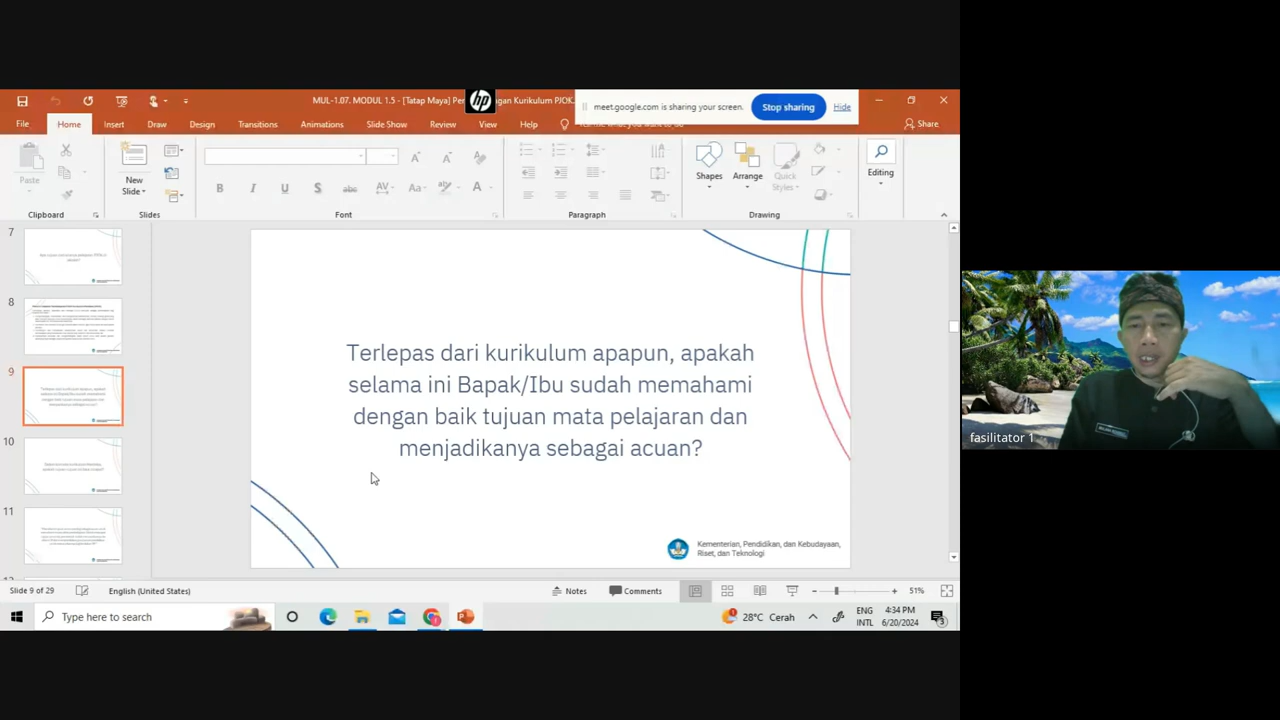 MUL-1.07. MODUL 1.5 - [Tatap Maya] Per
gan Kurikulum PJOK
meet.google.com is sharing your screen.
Stop sharing
Hide
File
Home
Insert
Draw
Design
Transitions
Animations
Slide Show
Review
View
Help
Share
Paste
New
Slide
Shapes
Arrange
Quick
Styles
Editing
Clipboard
Slides
Font
Paragraph
Drawing
7
8
9
10
11
Terlepas dari kurikulum apapun, apakah
selama ini Bapak/Ibu sudah memahami
dengan baik tujuan mata pelajaran dan
menjadikanya sebagai acuan?
Kementerian, Pendidikan, dan Kebudayaan,
Riset, dan Teknologi
fasilitator 1
Slide 9 of 29
English (United States)
Notes
Comments
51%
Type here to search
28°C Cerah
ENG
INTL
4:34 PM
6/20/2024
3